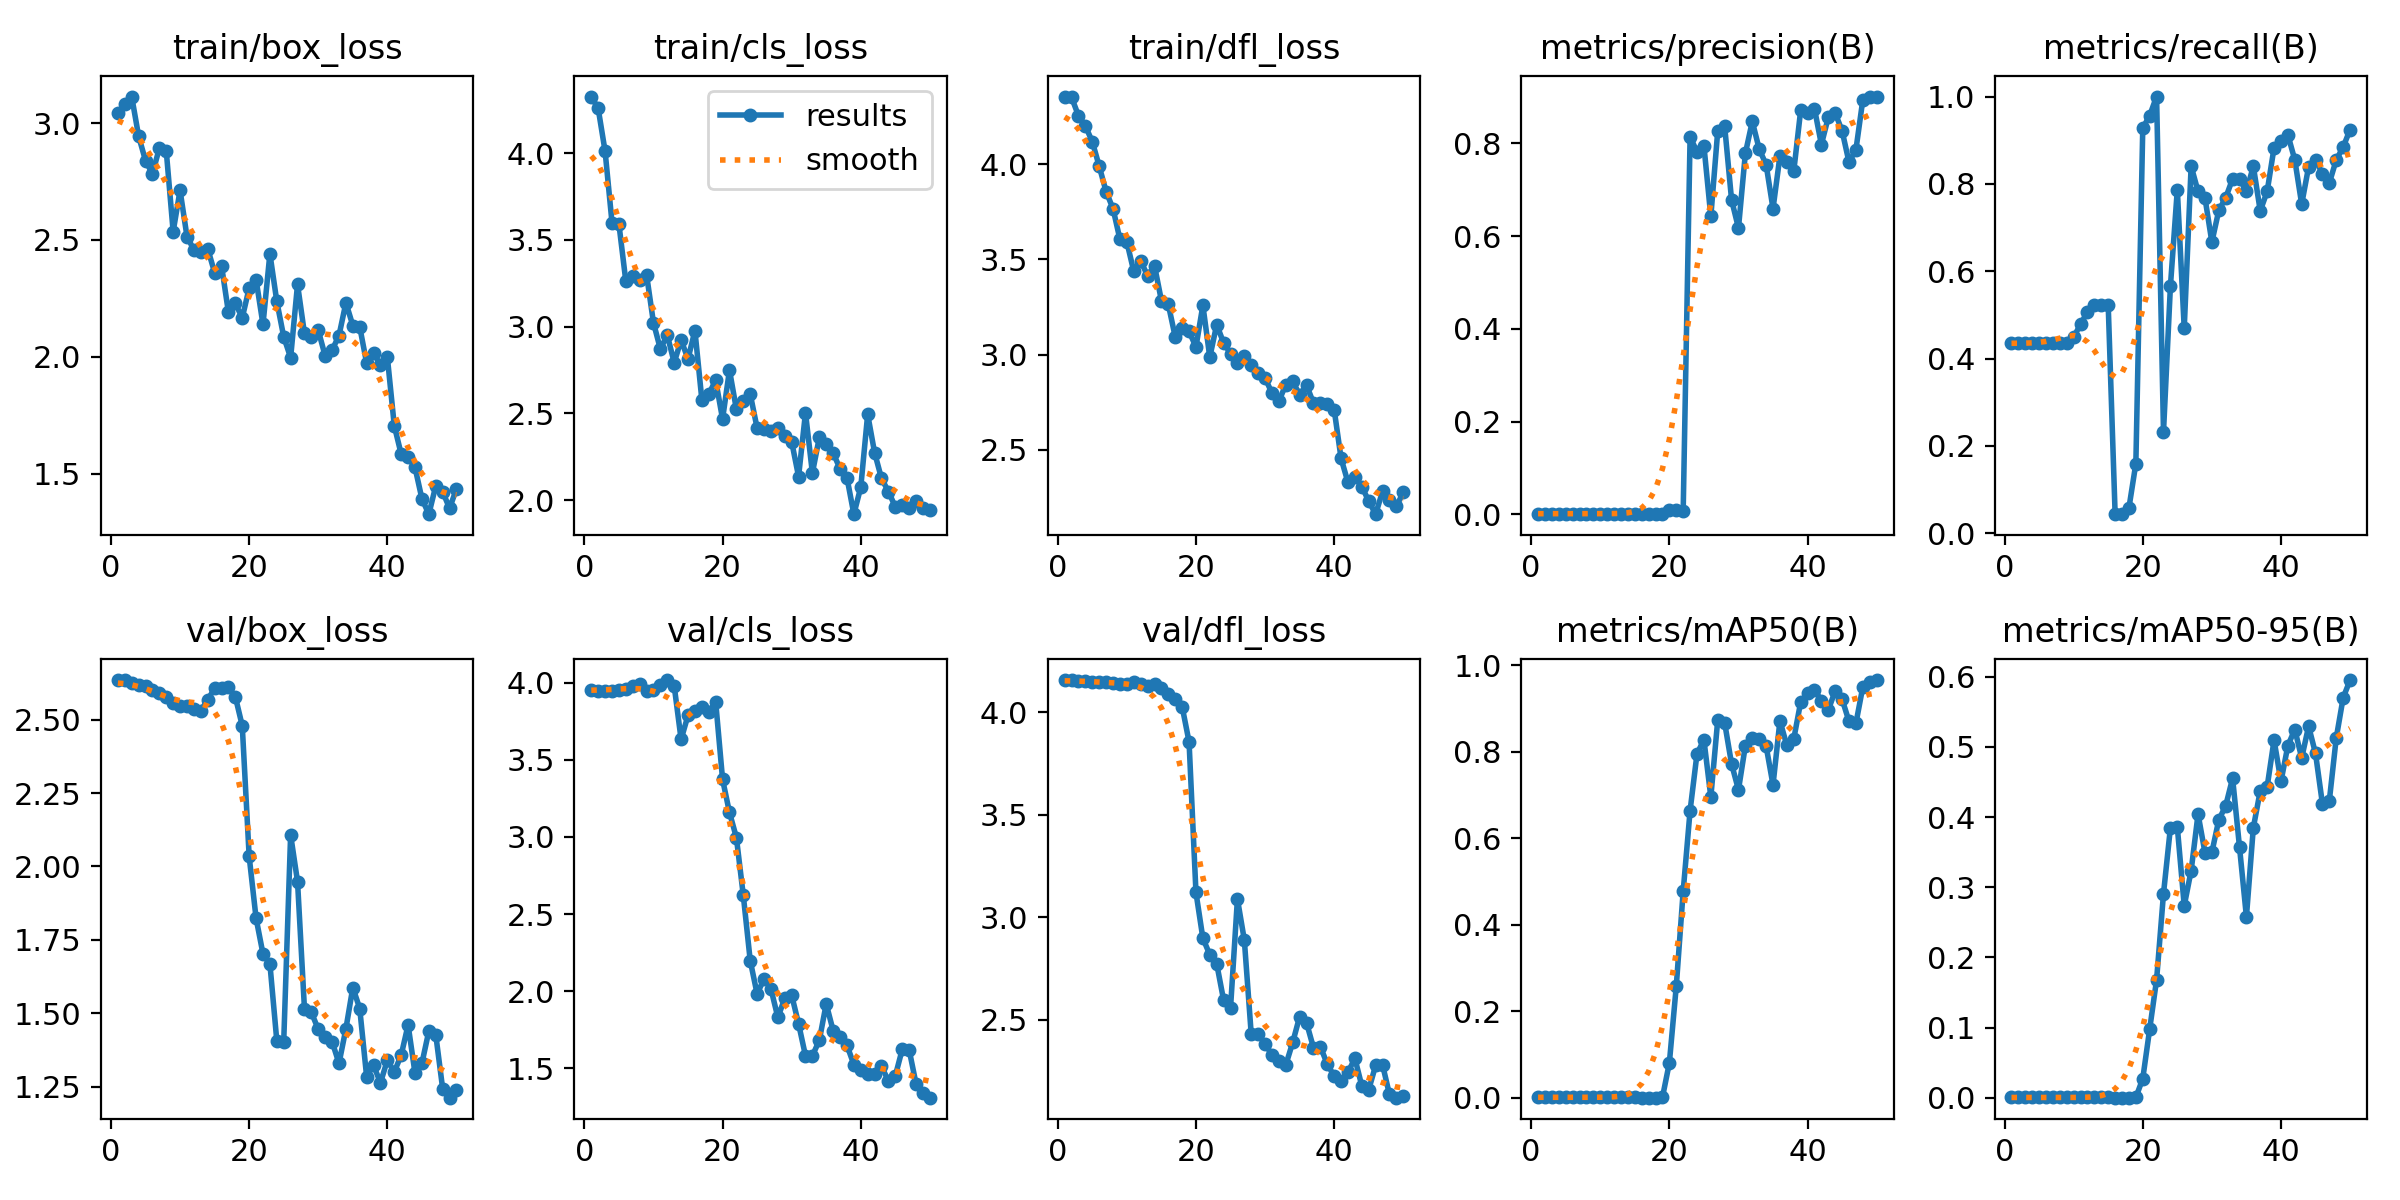 train/box_loss
train/cls_loss
train/dfl_loss
metrics/precision(B)
metrics/recall(B)
3.0
2.5
2.0
1.5
0 20 40
results
smooth
4.0
3.5
3.0
2.5
2.0
0 20 40
4.0
3.5
3.0
2.5
0 20 40
0.8
0.6
0.4
0.2
0.0
0 20 40
1.0
0.8
0.6
0.4
0.2
0.0
0 20 40
val/box_loss
val/cls_loss
val/dfl_loss
metrics/mAP50(B)
metrics/mAP50-95(B)
2.50
2.25
2.00
1.75
1.50
1.25
0 20 40
4.0
3.5
3.0
2.5
2.0
1.5
0 20 40
4.0
3.5
3.0
2.5
0 20 40
1.0
0.8
0.6
0.4
0.2
0.0
0 20 40
0.6
0.5
0.4
0.3
0.2
0.1
0.0
0 20 40